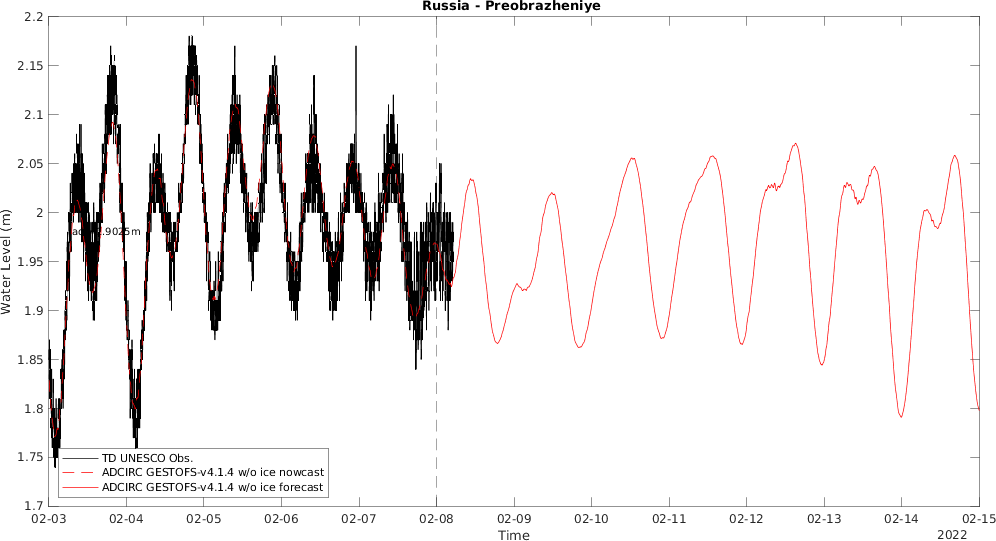 Russia - Preobrazheniye
2.2
2.15
2.1
2.05
2
1.95
1.9
1.85
1.8
1.75
1.7
Water Level (m)
TD UNESCO Obs.
ADCIRC GESTOFS-v4.1.4 w/o ice nowcast
ADCIRC GESTOFS-v4.1.4 w/o ice forecast
02-03 02-04 02-05 02-06 02-07 02-08 02-09 02-10 02-11 02-12 02-13 02-14 02-15
Time
2022